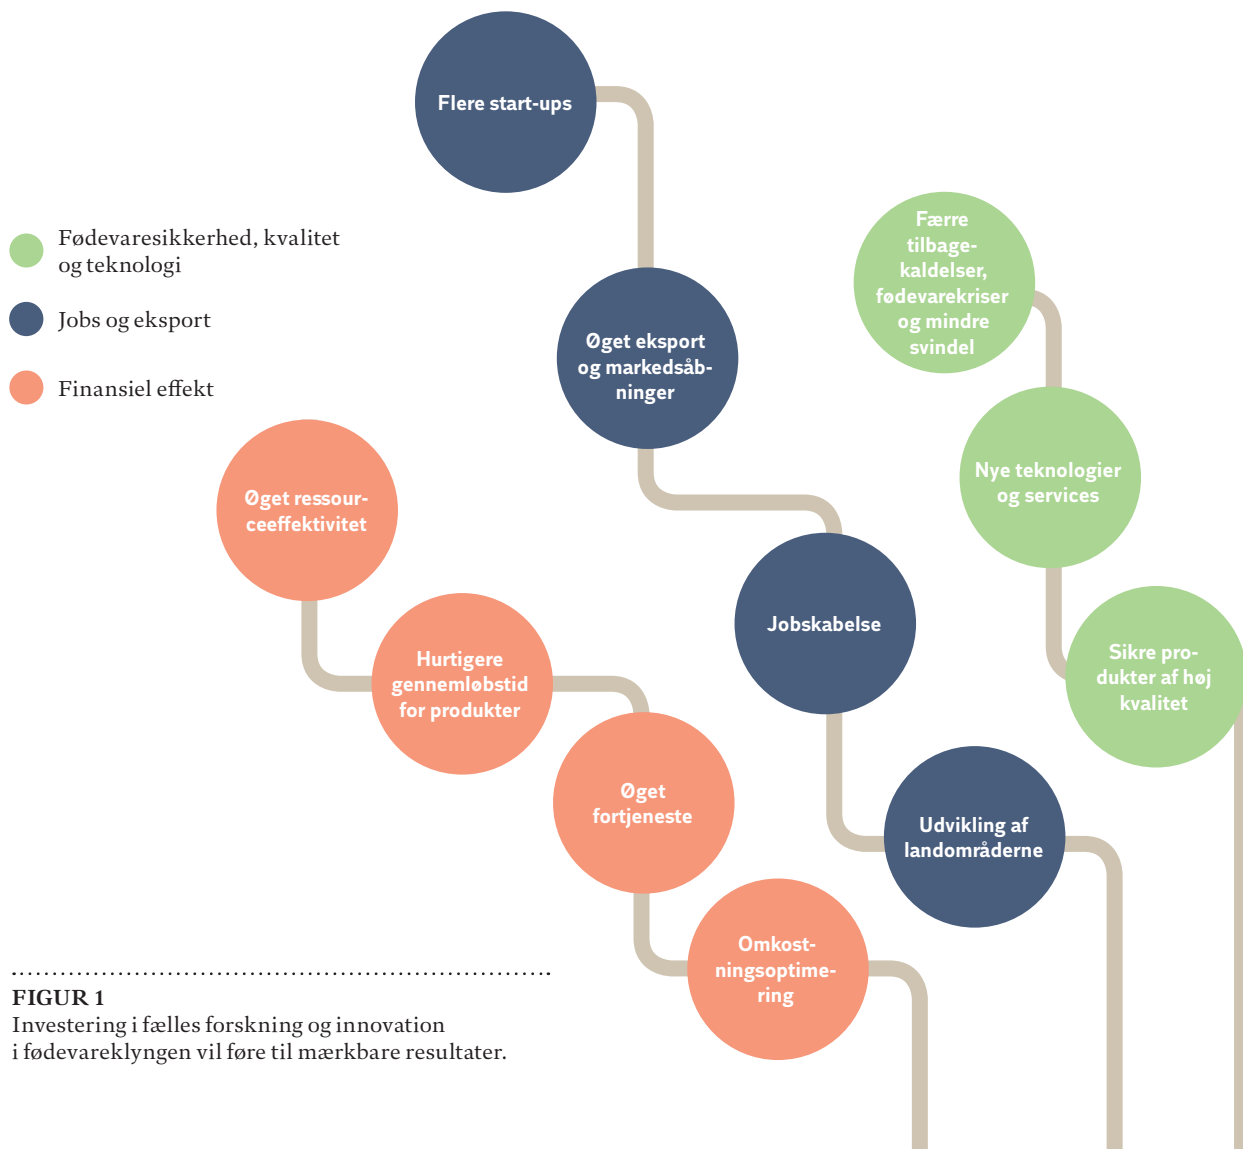 Flere start-ups
Fødevaresikkerhed, kvalitet
og teknologi
Jobs og eksport
Finansiel effekt
Færre
tilbage-
kaldelser,
fødevarekriser
og mindre
svindel
Øget eksport
og markedsåb-
ninger
Nye teknologier
og services
Øget ressour-
ceeffektivitet
Jobskabelse
Sikre pro-
dukter af høj
kvalitet
Hurtigere
gennemløbstid
for produkter
Øget
fortjeneste
Udvikling af
landområderne
Omkost-
ningsoptime-
ring
FIGUR 1
Investering i fælles forskning og innovation
i fødevareklyngen vil føre til mærkbare resultater.